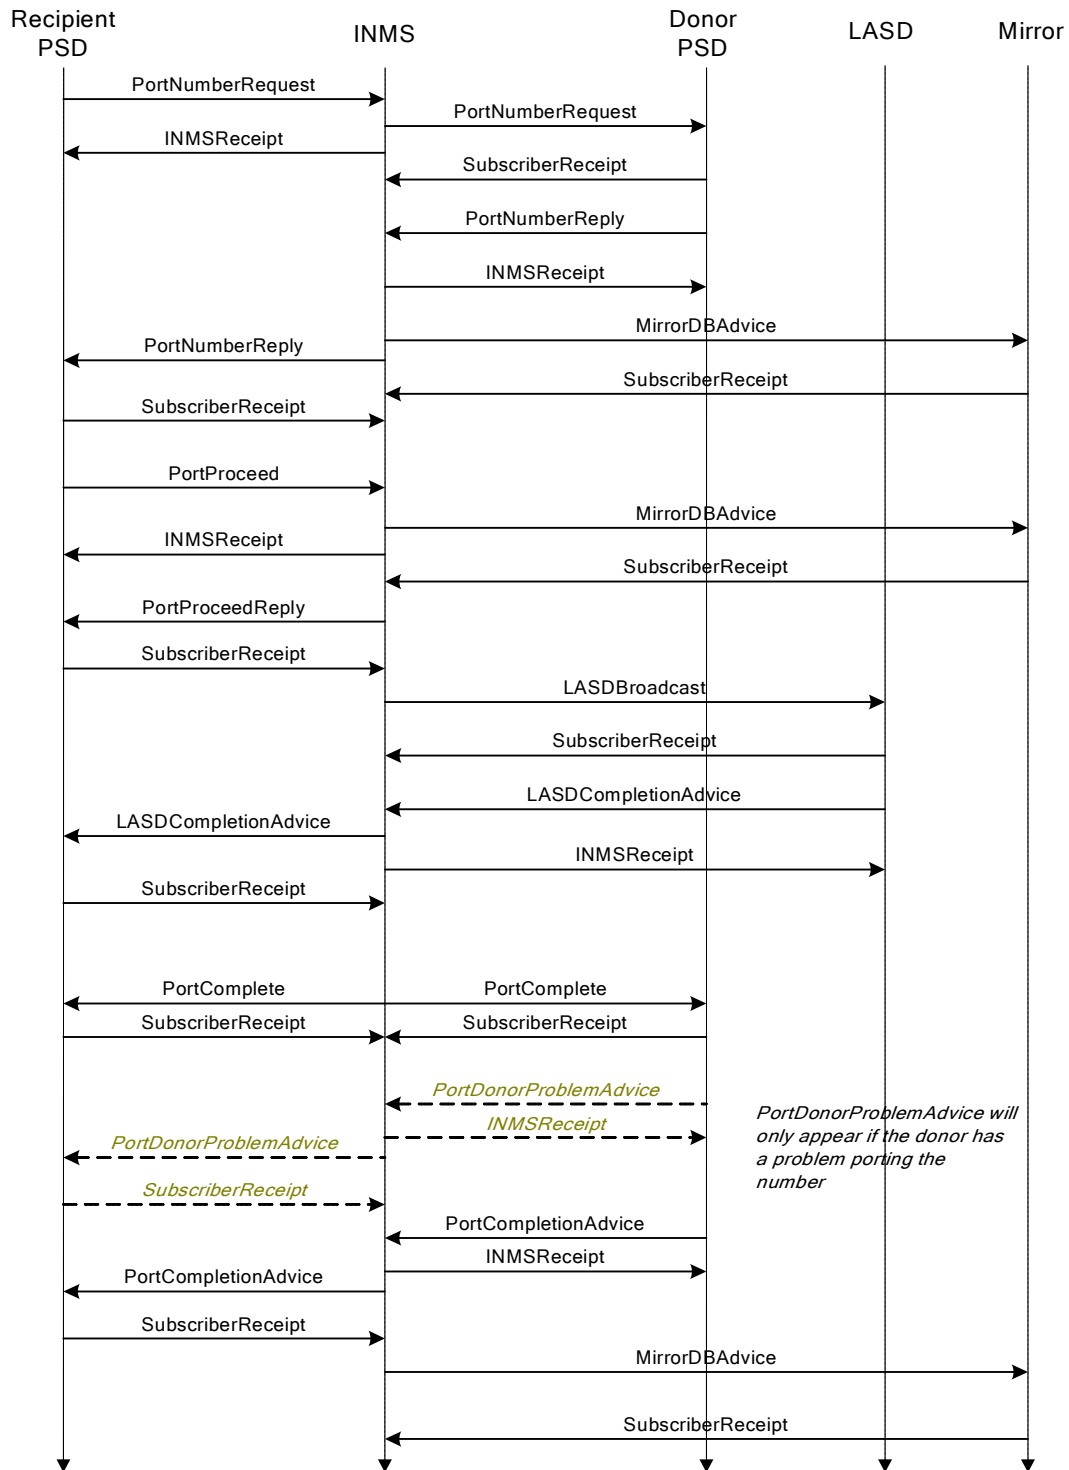 Recipient
PSD
INMS
Donor
PSD
LASD
Mirror
PortNumberRequest
PortNumberRequest
INMSReceipt
SubscriberReceipt
PortNumberReply
INMSReceipt
MirrorDBAdvice
PortNumberReply
SubscriberReceipt
SubscriberReceipt
PortProceed
MirrorDBAdvice
INMSReceipt
SubscriberReceipt
PortProceedReply
SubscriberReceipt
LASDBroadcast
SubscriberReceipt
LASDCompletionAdvice
LASDCompletionAdvice
INMSReceipt
SubscriberReceipt
PortComplete
PortComplete
SubscriberReceipt
SubscriberReceipt
PortDonorProblemAdvice
INMSReceipt
PortDonorProblemAdvice
SubscriberReceipt
PortDonorProblemAdvice will
only appear if the donor has
a problem porting the
number
PortCompletionAdvice
INMSReceipt
PortCompletionAdvice
SubscriberReceipt
MirrorDBAdvice
SubscriberReceipt